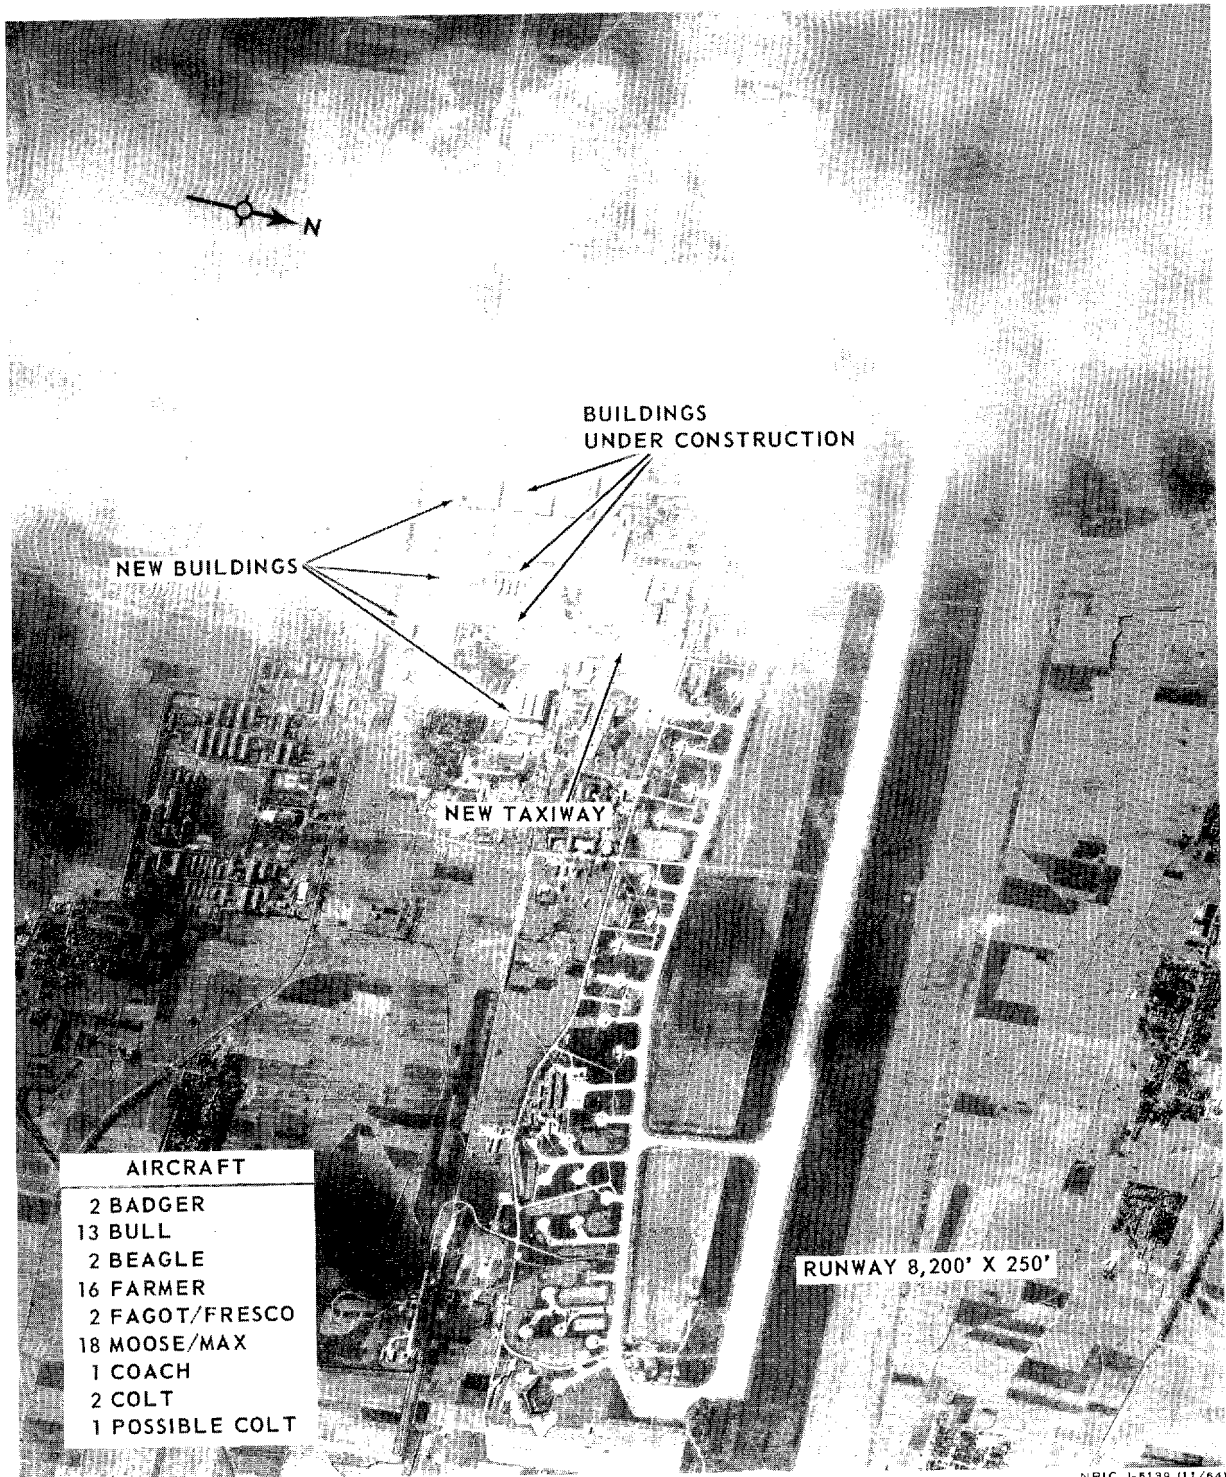 N
BUILDINGS
UNDER CONSTRUCTION
NEW BUILDINGS
NEW TAXIWAY
AIRCRAFT
2 BADGER
13 BULL
2 BEAGLE
16 FARMER
2 FAGOT/FRESCO
18 MOOSE/MAX
1 COACH
2 COLT
1 POSSIBLE COLT
RUNWAY 8,200' X 250'
NPIC